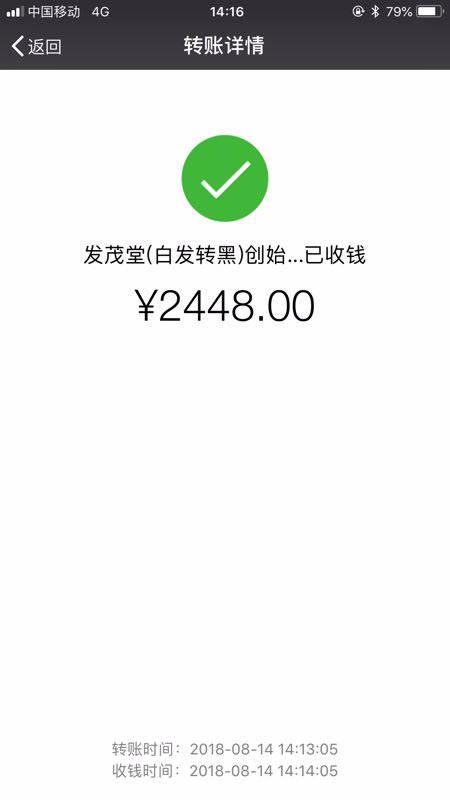 中国移动 4G 14:16 79%
返回 转账详情
发茂堂(白发转黑)创始...已收钱
¥2448.00
转账时间：2018-08-14 14:13:05
收钱时间：2018-08-14 14:14:05